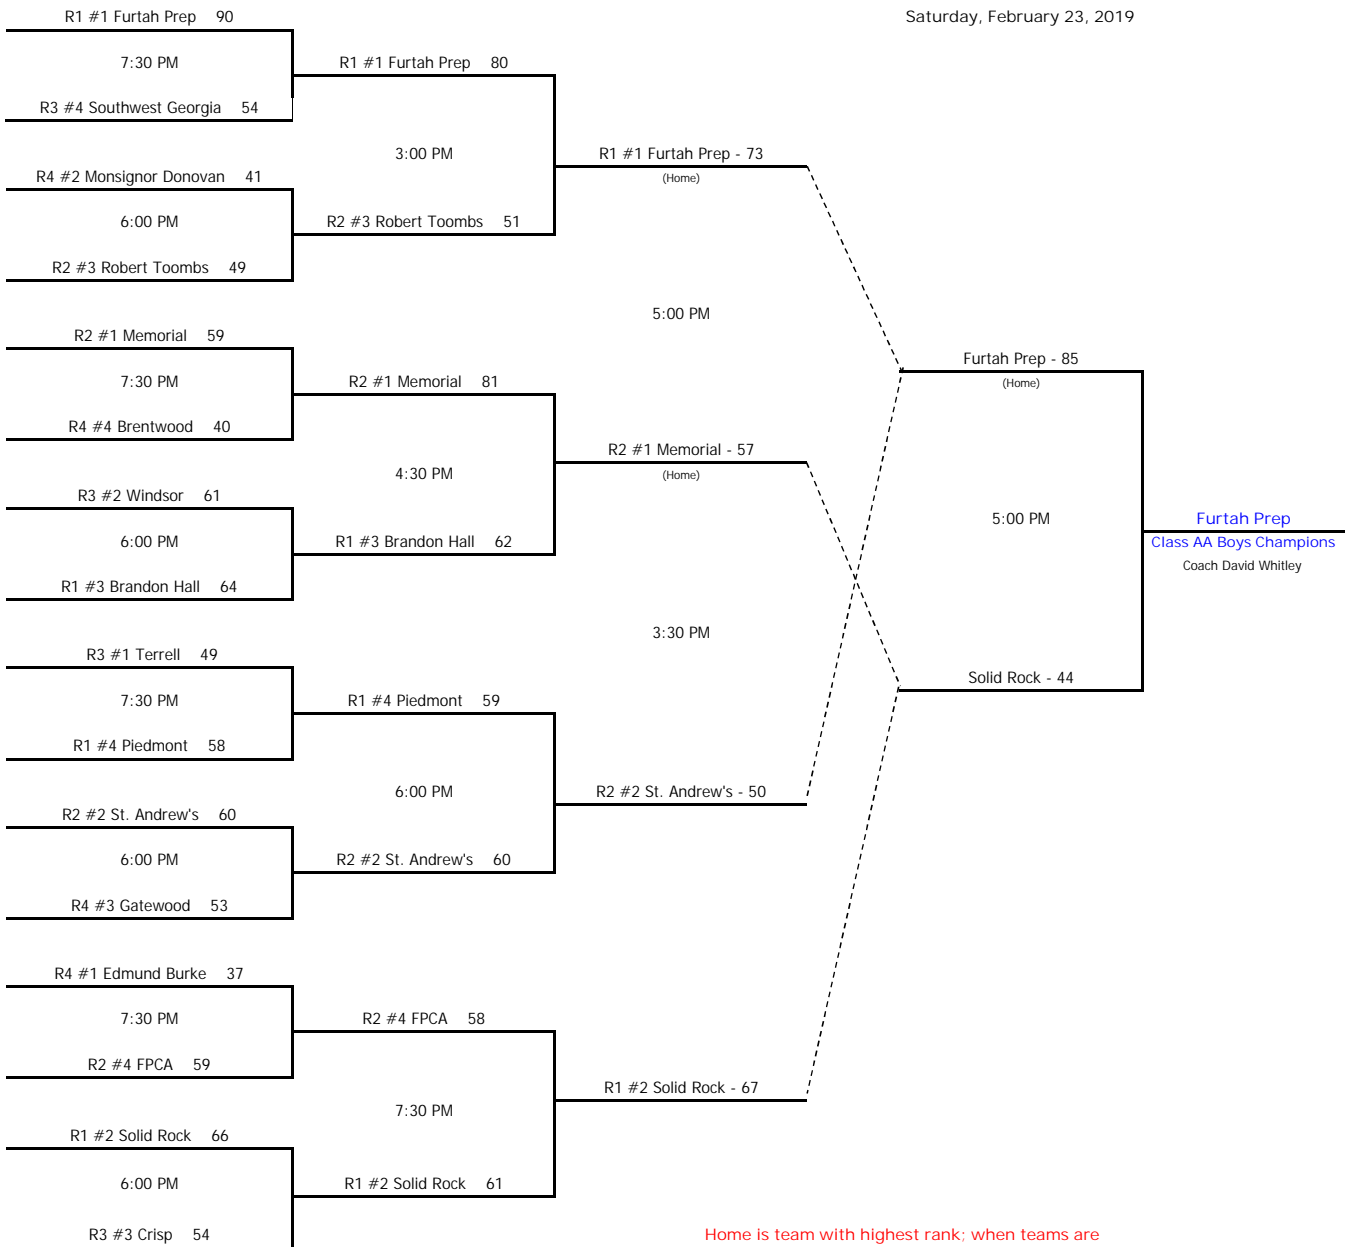 R1 #1 Furtah Prep 90
Saturday, February 23, 2019
7:30 PM
R1 #1 Furtah Prep 80
R3 #4 Southwest Georgia 54
3:00 PM
R1 #1 Furtah Prep - 73
(Home)
R4 #2 Monsignor Donovan 41
6:00 PM
R2 #3 Robert Toombs 51
R2 #3 Robert Toombs 49
5:00 PM
R2 #1 Memorial 59
Furtah Prep - 85
(Home)
7:30 PM
R2 #1 Memorial 81
R4 #4 Brentwood 40
R2 #1 Memorial - 57
(Home)
4:30 PM
R3 #2 Windsor 61
5:00 PM
Furtah Prep
Class AA Boys Champions
Coach David Whitley
6:00 PM
R1 #3 Brandon Hall 62
R1 #3 Brandon Hall 64
3:30 PM
R3 #1 Terrell 49
Solid Rock - 44
7:30 PM
R1 #4 Piedmont 59
R1 #4 Piedmont 58
6:00 PM
R2 #2 St. Andrew's - 50
R2 #2 St. Andrew's 60
6:00 PM
R2 #2 St. Andrew's 60
R4 #3 Gatewood 53
R4 #1 Edmund Burke 37
7:30 PM
R2 #4 FPCA 58
R2 #4 FPCA 59
R1 #2 Solid Rock - 67
7:30 PM
R1 #2 Solid Rock 66
6:00 PM
R1 #2 Solid Rock 61
R3 #3 Crisp 54
Home is team with highest rank; when teams are